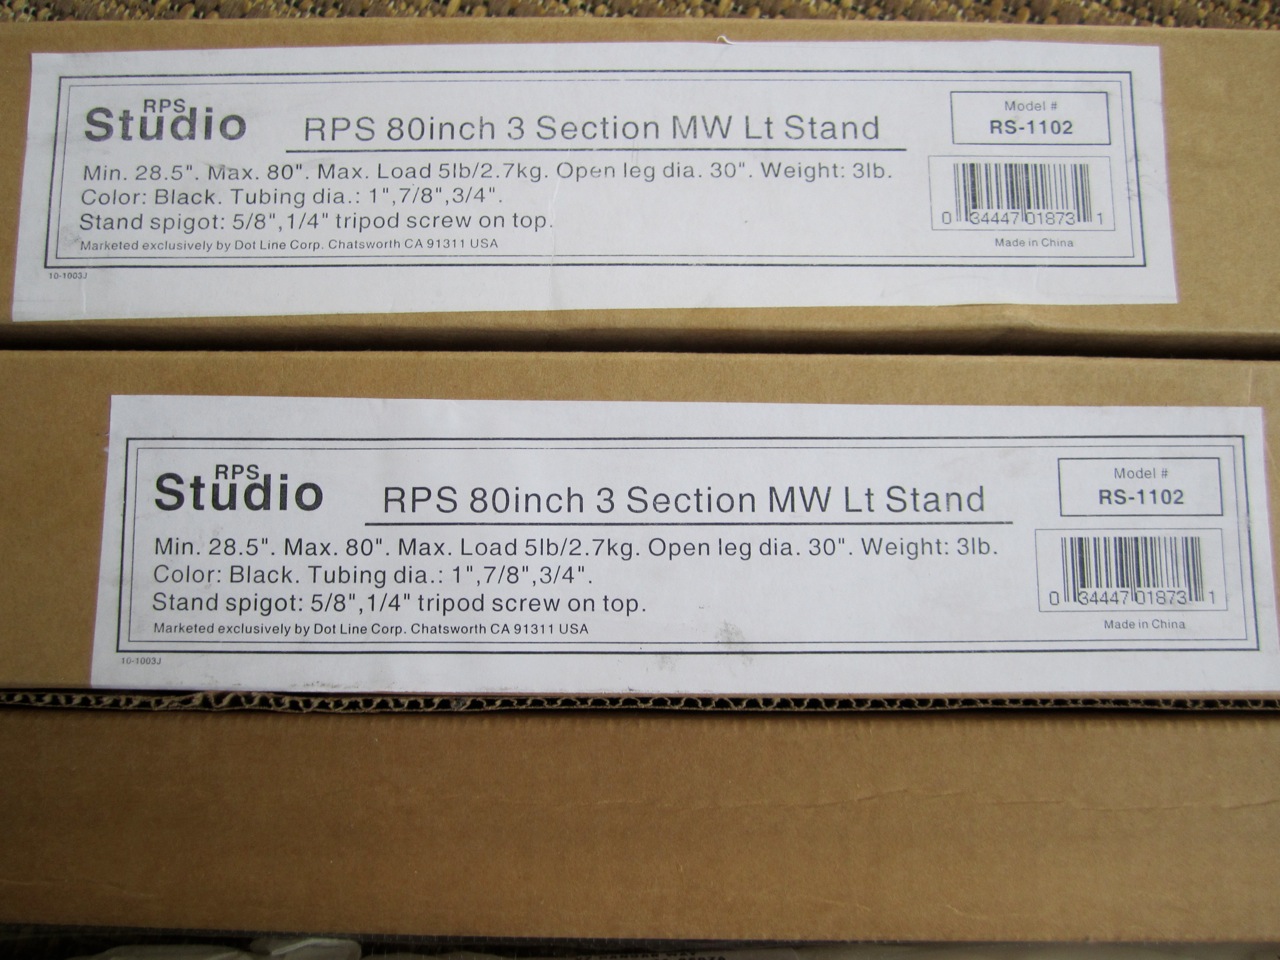 RPS
Studio
RPS 80inch 3 Section MW Lt Stand
Model #
RS-1102
Min. 28.5". Max. 80". Max. Load 5lb/2.7kg. Open leg dia. 30". Weight: 3lb.
Color: Black. Tubing dia.: 1",7/8",3/4".
Stand spigot: 5/8",1/4" tripod screw on top.
Marketed exclusively by Dot Line Corp. Chatsworth CA 91311 USA
0 34447 01873 1
Made in China
10-1003J
RPS
Studio
RPS 80inch 3 Section MW Lt Stand
Model #
RS-1102
Min. 28.5". Max. 80". Max. Load 5lb/2.7kg. Open leg dia. 30". Weight: 3lb.
Color: Black. Tubing dia.: 1",7/8",3/4".
Stand spigot: 5/8",1/4" tripod screw on top.
Marketed exclusively by Dot Line Corp. Chatsworth CA 91311 USA
0 34447 01873 1
Made in China
10-1003J